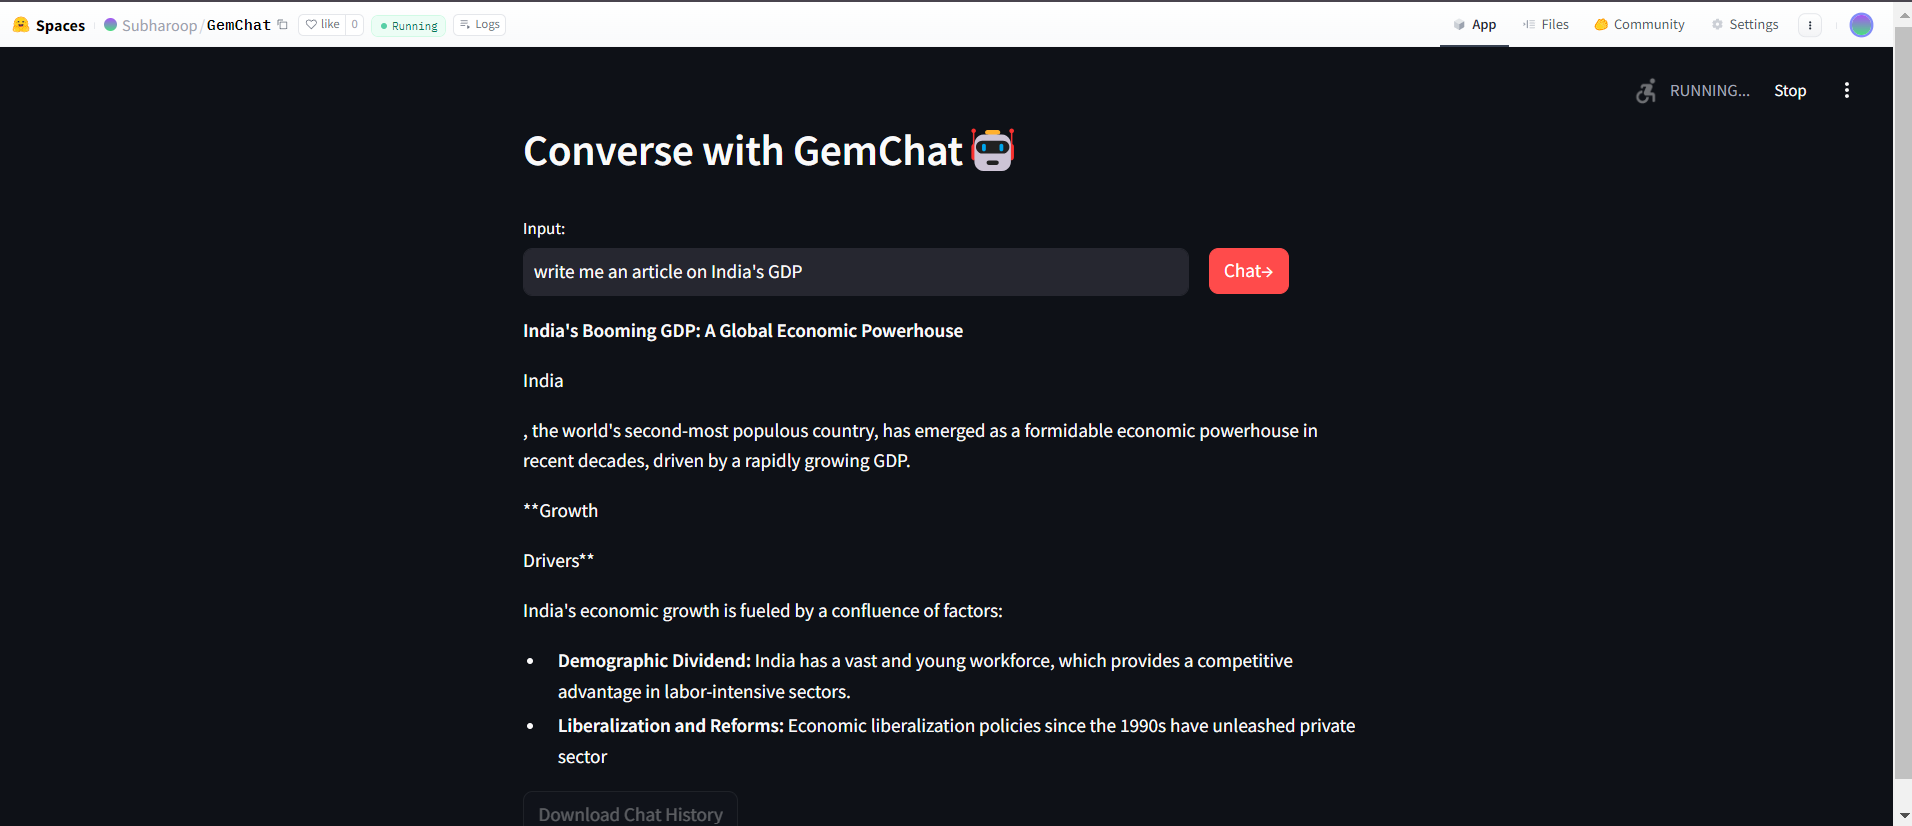 Spaces Subharoop/GemChat like 0 Running Logs App Files Community Settings
RUNNING... Stop
Converse with GemChat
Input:
write me an article on India's GDP
Chat→
India's Booming GDP: A Global Economic Powerhouse
India
, the world's second-most populous country, has emerged as a formidable economic powerhouse in
recent decades, driven by a rapidly growing GDP.
**Growth
Drivers**
India's economic growth is fueled by a confluence of factors:
• Demographic Dividend: India has a vast and young workforce, which provides a competitive
advantage in labor-intensive sectors.
• Liberalization and Reforms: Economic liberalization policies since the 1990s have unleashed private
sector
Download Chat History